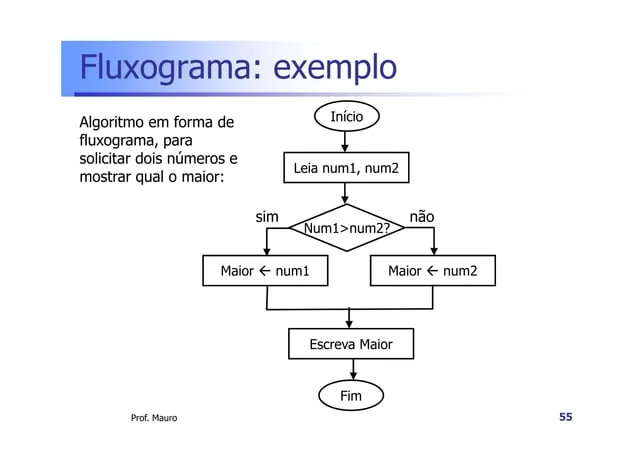 Fluxograma: exemplo
Algoritmo em forma de
fluxograma, para
solicitar dois números e
mostrar qual o maior:
Início
Leia num1, num2
sim
não
Num1>num2?
Maior ← num1
Maior ← num2
Escreva Maior
Fim
Prof. Mauro
55